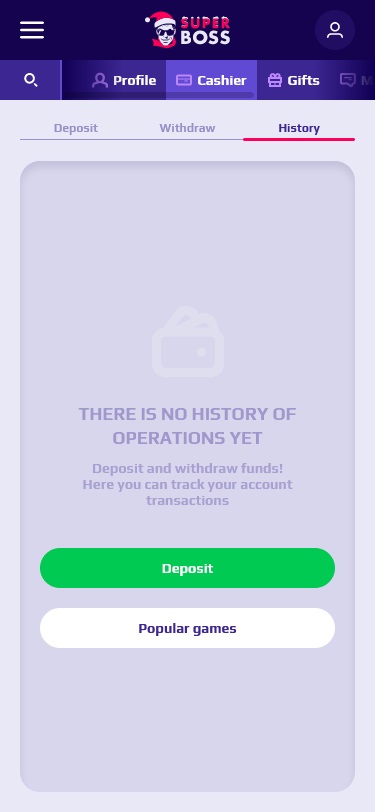 SUPER
BOSS
Profile
Cashier
Gifts
M
Deposit
Withdraw
History
THERE IS NO HISTORY OF
OPERATIONS YET
Deposit and withdraw funds!
Here you can track your account
transactions
Deposit
Popular games